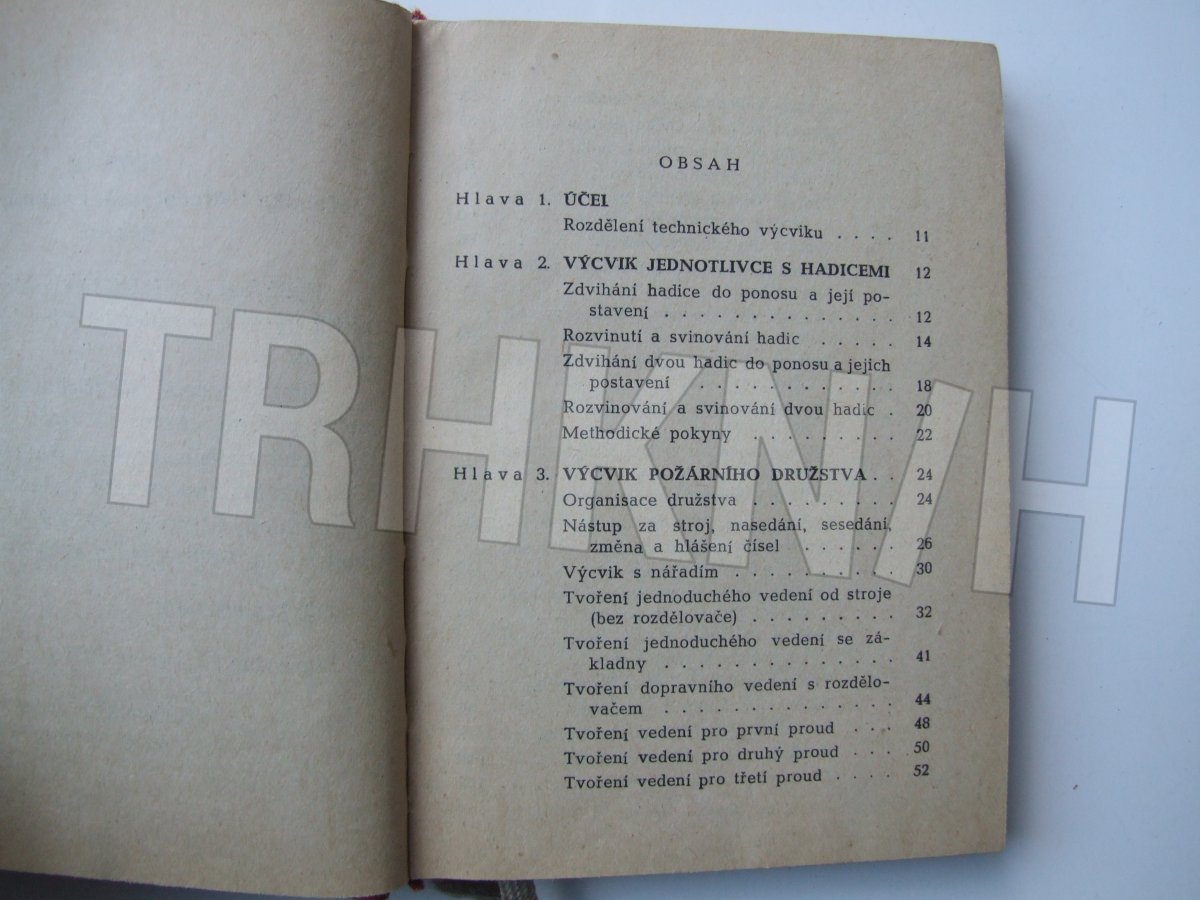 OBSAH
Hlava 1. ÚČEL
Rozdělení technického výcviku . . . . 11
Hlava 2. VÝCVIK JEDNOTLIVCE S HADICEMI 12
Zdvihání hadice do ponosu a její po-
stavení . . . . . . . . . . . . . . 12
Rozvinutí a svinování hadic . . . . . 14
Zdvihání dvou hadic do ponosu a jejich
postavení . . . . . . . . . . . . 18
Rozvinování a svinování dvou hadic . 20
Methodické pokyny . . . . . . . . . 22
Hlava 3. VÝCVIK POŽÁRNÍHO DRUŽSTVA . . 24
Organisace družstva . . . . . . . . . 24
Nástup za stroj, nasedání, sesedání,
změna a hlášení čísel . . . . . . 26
Výcvik s nářadím . . . . . . . . . . 30
Tvoření jednoduchého vedení od stroje
(bez rozdělovače) . . . . . . . . . 32
Tvoření jednoduchého vedení se zá-
kladny . . . . . . . . . . . . . . 41
Tvoření dopravního vedení s rozdělo-
vačem . . . . . . . . . . . . . . 44
Tvoření vedení pro první proud . . . 48
Tvoření vedení pro druhý proud . . . 50
Tvoření vedení pro třetí proud . . . . 52
TRHKNIH